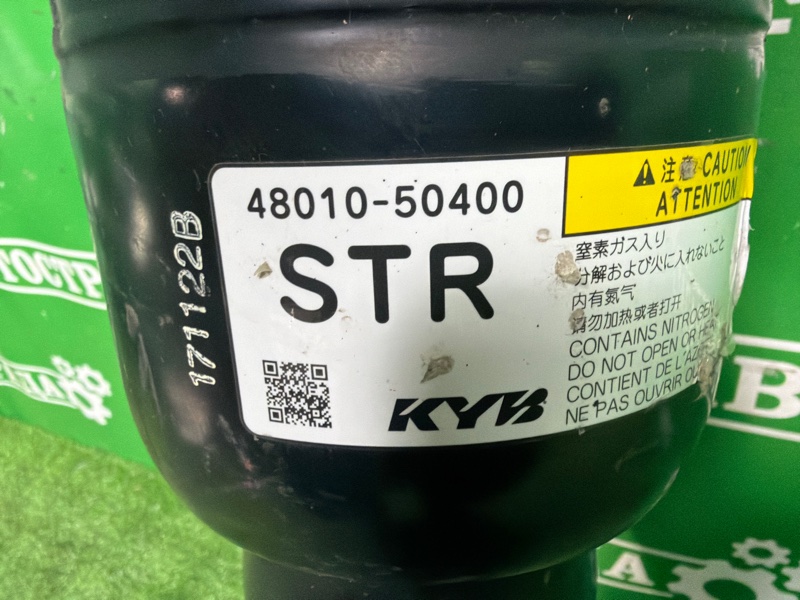 48010-50400
STR
KYB
注意 CAUTION
ATTENTION
窒素ガス入り
分解および火に入れないこと
内有氮气
请勿加热或者打开
CONTAINS NITROGEN
DO NOT OPEN OR
CONTIENT DE L'AZ
NE PAS OUVRIR OU
171122B